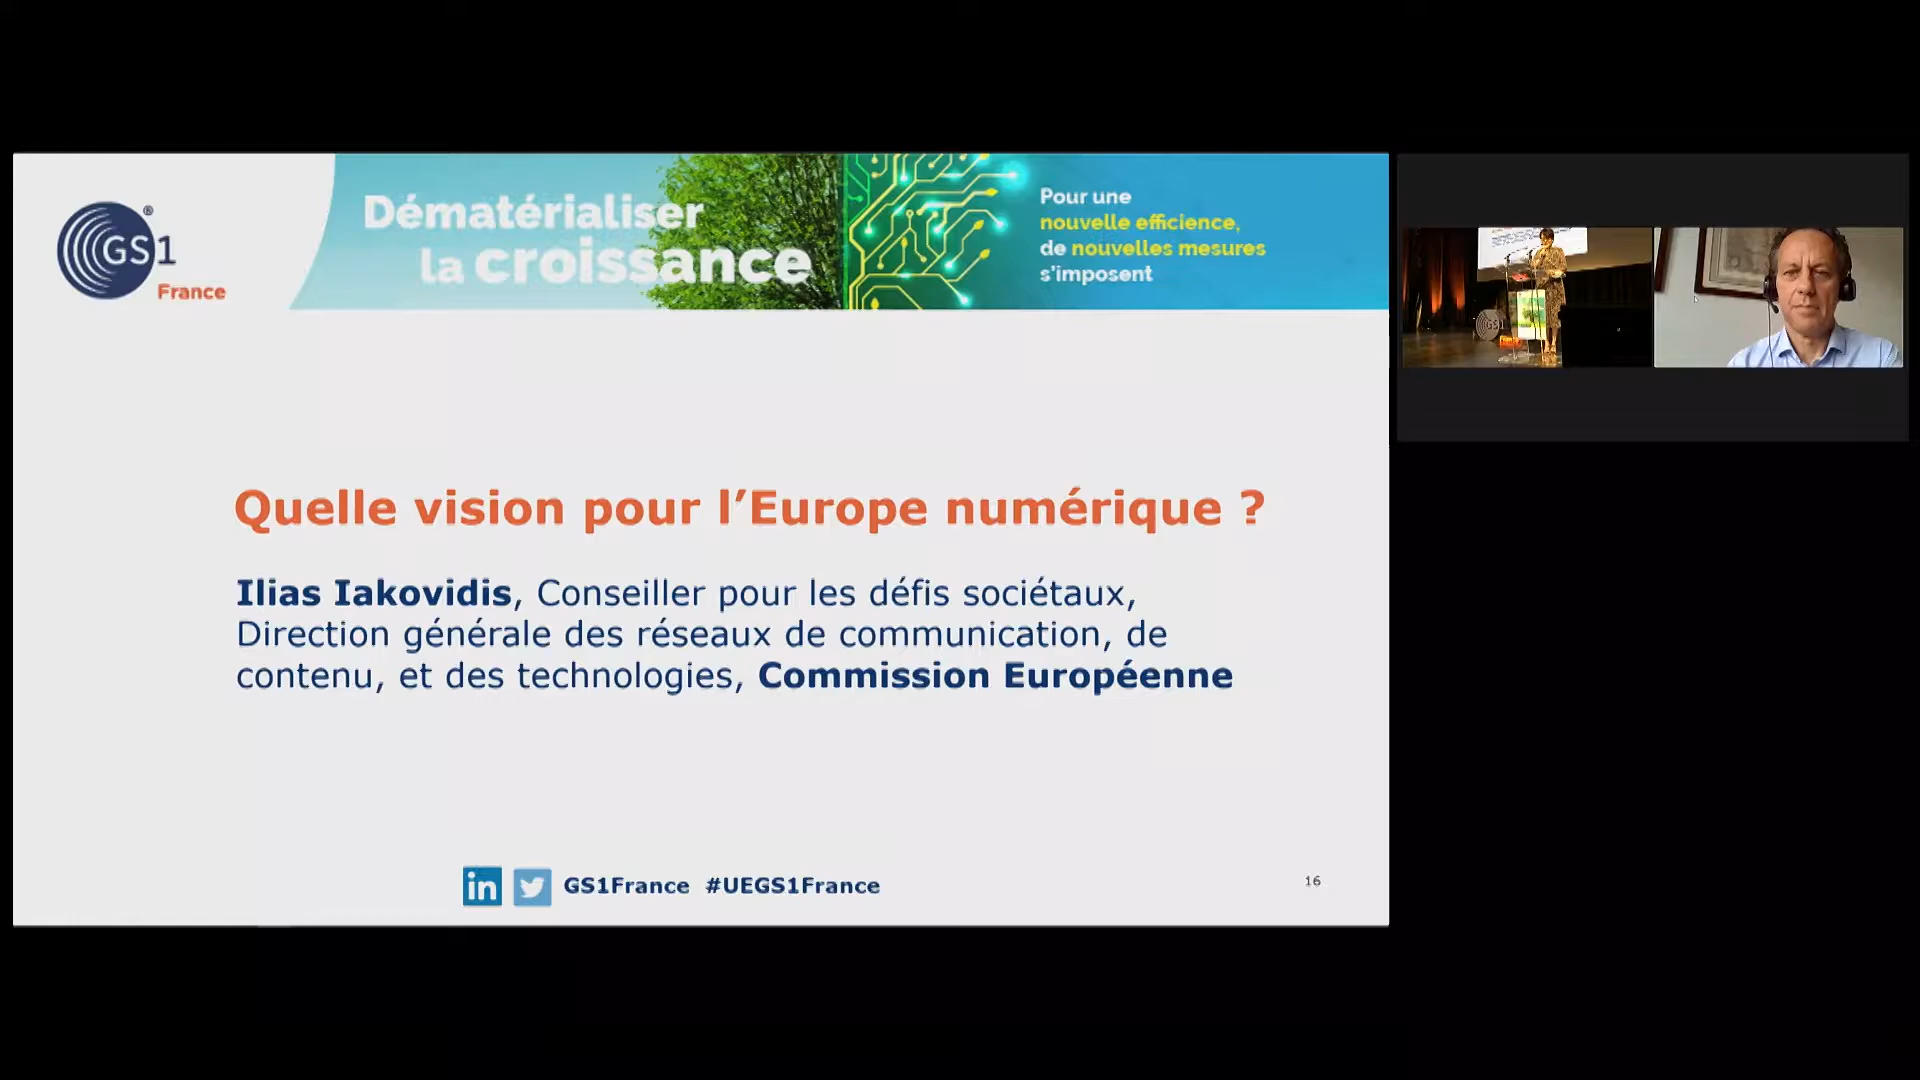 GS1
®
France
Dématérialiser
la croissance
Pour une
nouvelle efficience,
de nouvelles mesures
s'imposent
Quelle vision pour l’Europe numérique ?
Ilias Iakovidis, Conseiller pour les défis sociétaux,
Direction générale des réseaux de communication, de
contenu, et des technologies, Commission Européenne
in
GS1France #UEGS1France
16
GS1